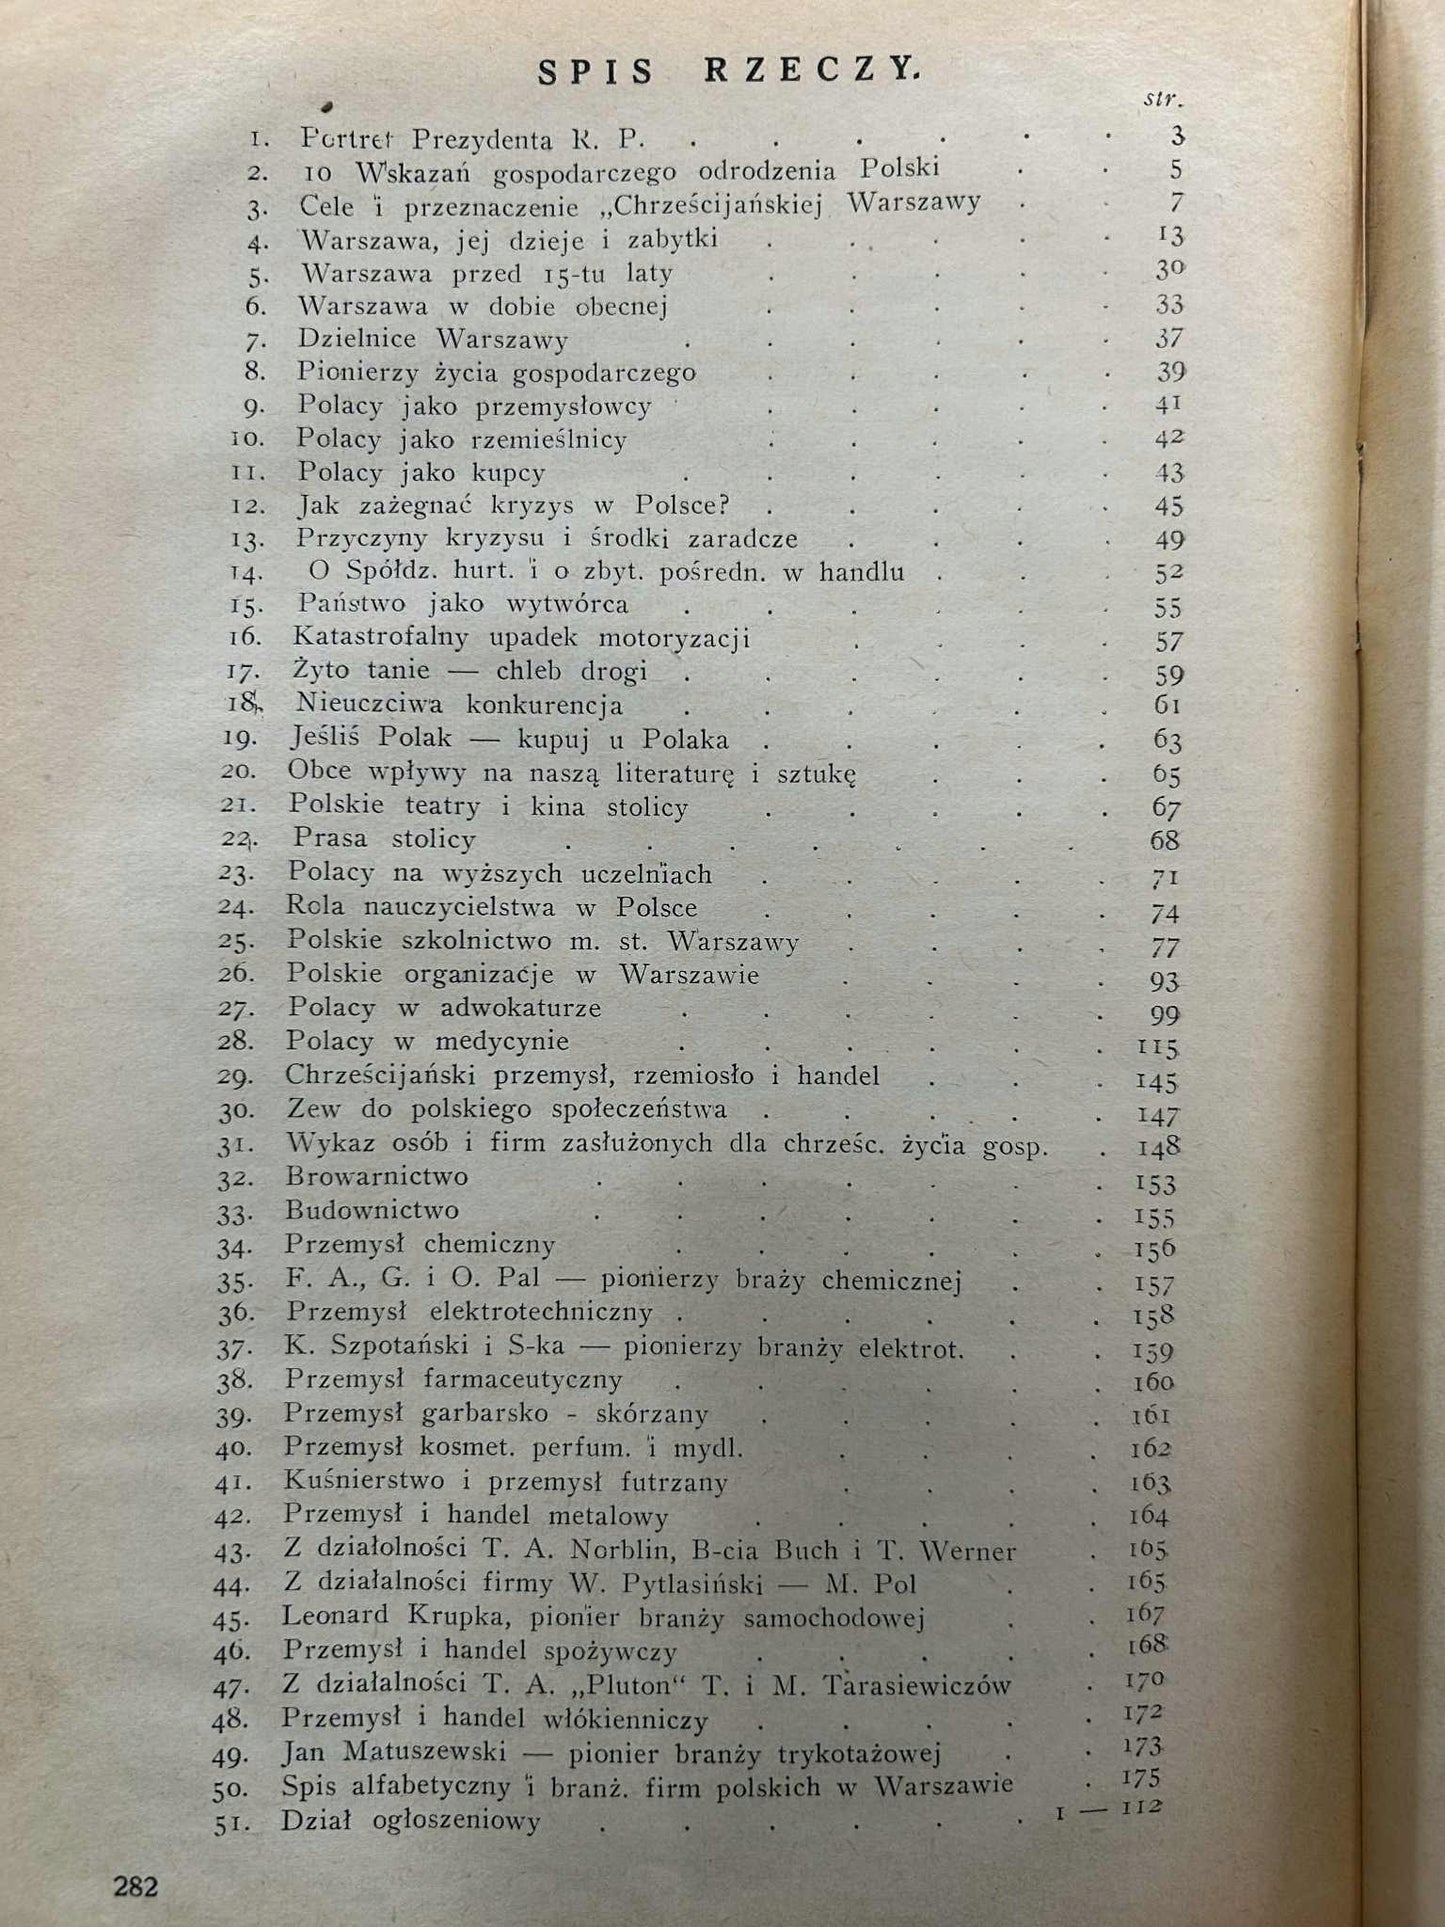 SPIS RZECZY.
str.
1. Portret Prezydenta R. P. . . . . . . 3
2. 10 Wskazań gospodarczego odrodzenia Polski . . 5
3. Cele i przeznaczenie „Chrześcijańskiej Warszawy . . 7
4. Warszawa, jej dzieje i zabytki . . . . . 13
5. Warszawa przed 15-tu laty . . . . . 30
6. Warszawa w dobie obecnej . . . . . 33
7. Dzielnice Warszawy . . . . . . 37
8. Pionierzy życia gospodarczego . . . . . 39
9. Polacy jako przemysłowcy . . . . . 41
10. Polacy jako rzemieślnicy . . . . . 42
11. Polacy jako kupcy . . . . . . 43
12. Jak zażegnać kryzys w Polsce? . . . . . 45
13. Przyczyny kryzysu i środki zaradcze . . . . 49
14. O Spółdz. hurt. i o zbyt. pośredn. w handlu . . . 52
15. Państwo jako wytwórca . . . . . . 55
16. Katastrofalny upadek motoryzacji . . . . 57
17. Żyto tanie — chleb drogi . . . . . . 59
18. Nieuczciwa konkurencja . . . . . . 61
19. Jeśliś Polak — kupuj u Polaka . . . . . 63
20. Obce wpływy na naszą literaturę i sztukę . . . 65
21. Polskie teatry i kina stolicy . . . . . 67
22. Prasa stolicy . . . . . . . 68
23. Polacy na wyższych uczelniach . . . . . 71
24. Rola nauczycielstwa w Polsce . . . . . 74
25. Polskie szkolnictwo m. st. Warszawy . . . . 77
26. Polskie organizacje w Warszawie . . . . 93
27. Polacy w adwokaturze . . . . . . 99
28. Polacy w medycynie . . . . . . 115
29. Chrześcijański przemysł, rzemiosło i handel . . . 145
30. Zew do polskiego społeczeństwa . . . . . 147
31. Wykaz osób i firm zasłużonych dla chrześc. życia gosp. . 148
32. Browarnictwo . . . . . . . 153
33. Budownictwo . . . . . . . 155
34. Przemysł chemiczny . . . . . . 156
35. F. A., G. i O. Pal — pionierzy braży chemicznej . . 157
36. Przemysł elektrotechniczny . . . . . . 158
37. K. Szpotański i S-ka — pionierzy branży elektrot. . . 159
38. Przemysł farmaceutyczny . . . . . . 160
39. Przemysł garbarsko - skórzany . . . . . 161
40. Przemysł kosmet. perfum. i mydl. . . . . 162
41. Kuśnierstwo i przemysł futrzany . . . . 163
42. Przemysł i handel metalowy . . . . . 164
43. Z działolności T. A. Norblin, B-cia Buch i T. Werner . 165
44. Z działalności firmy W. Pytlasiński — M. Pol . . 165
45. Leonard Krupka, pionier branży samochodowej . . 167
46. Przemysł i handel spożywczy . . . . . 168
47. Z działalności T. A. „Pluton“ T. i M. Tarasiewiczów . 170
48. Przemysł i handel włókienniczy . . . . . 172
49. Jan Matuszewski — pionier branży trykotażowej . . 173
50. Spis alfabetyczny i branż. firm polskich w Warszawie . 175
51. Dział ogłoszeniowy . . . . . . 1 — 112
282